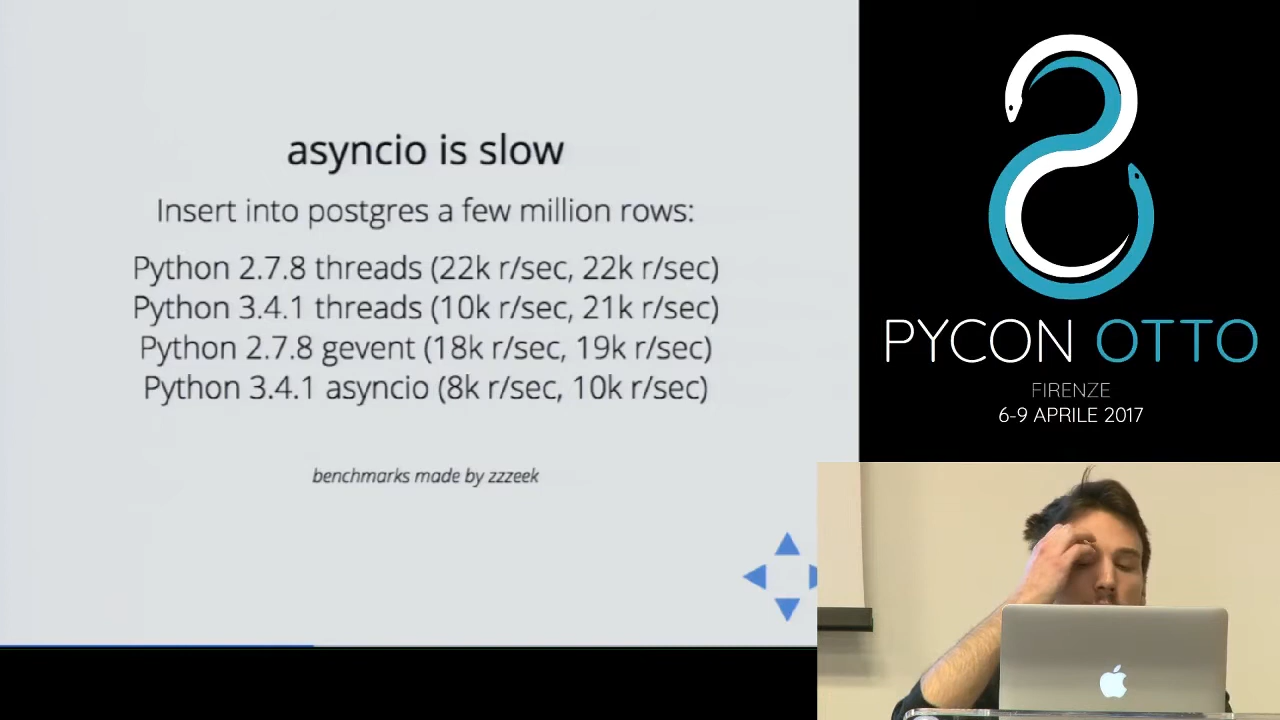 asyncio is slow
Insert into postgres a few million rows:
Python 2.7.8 threads (22k r/sec, 22k r/sec)
Python 3.4.1 threads (10k r/sec, 21k r/sec)
Python 2.7.8 gevent (18k r/sec, 19k r/sec)
Python 3.4.1 asyncio (8k r/sec, 10k r/sec)
benchmarks made by zzzeek
PYCON OTTO
FIRENZE
6-9 APRILE 2017